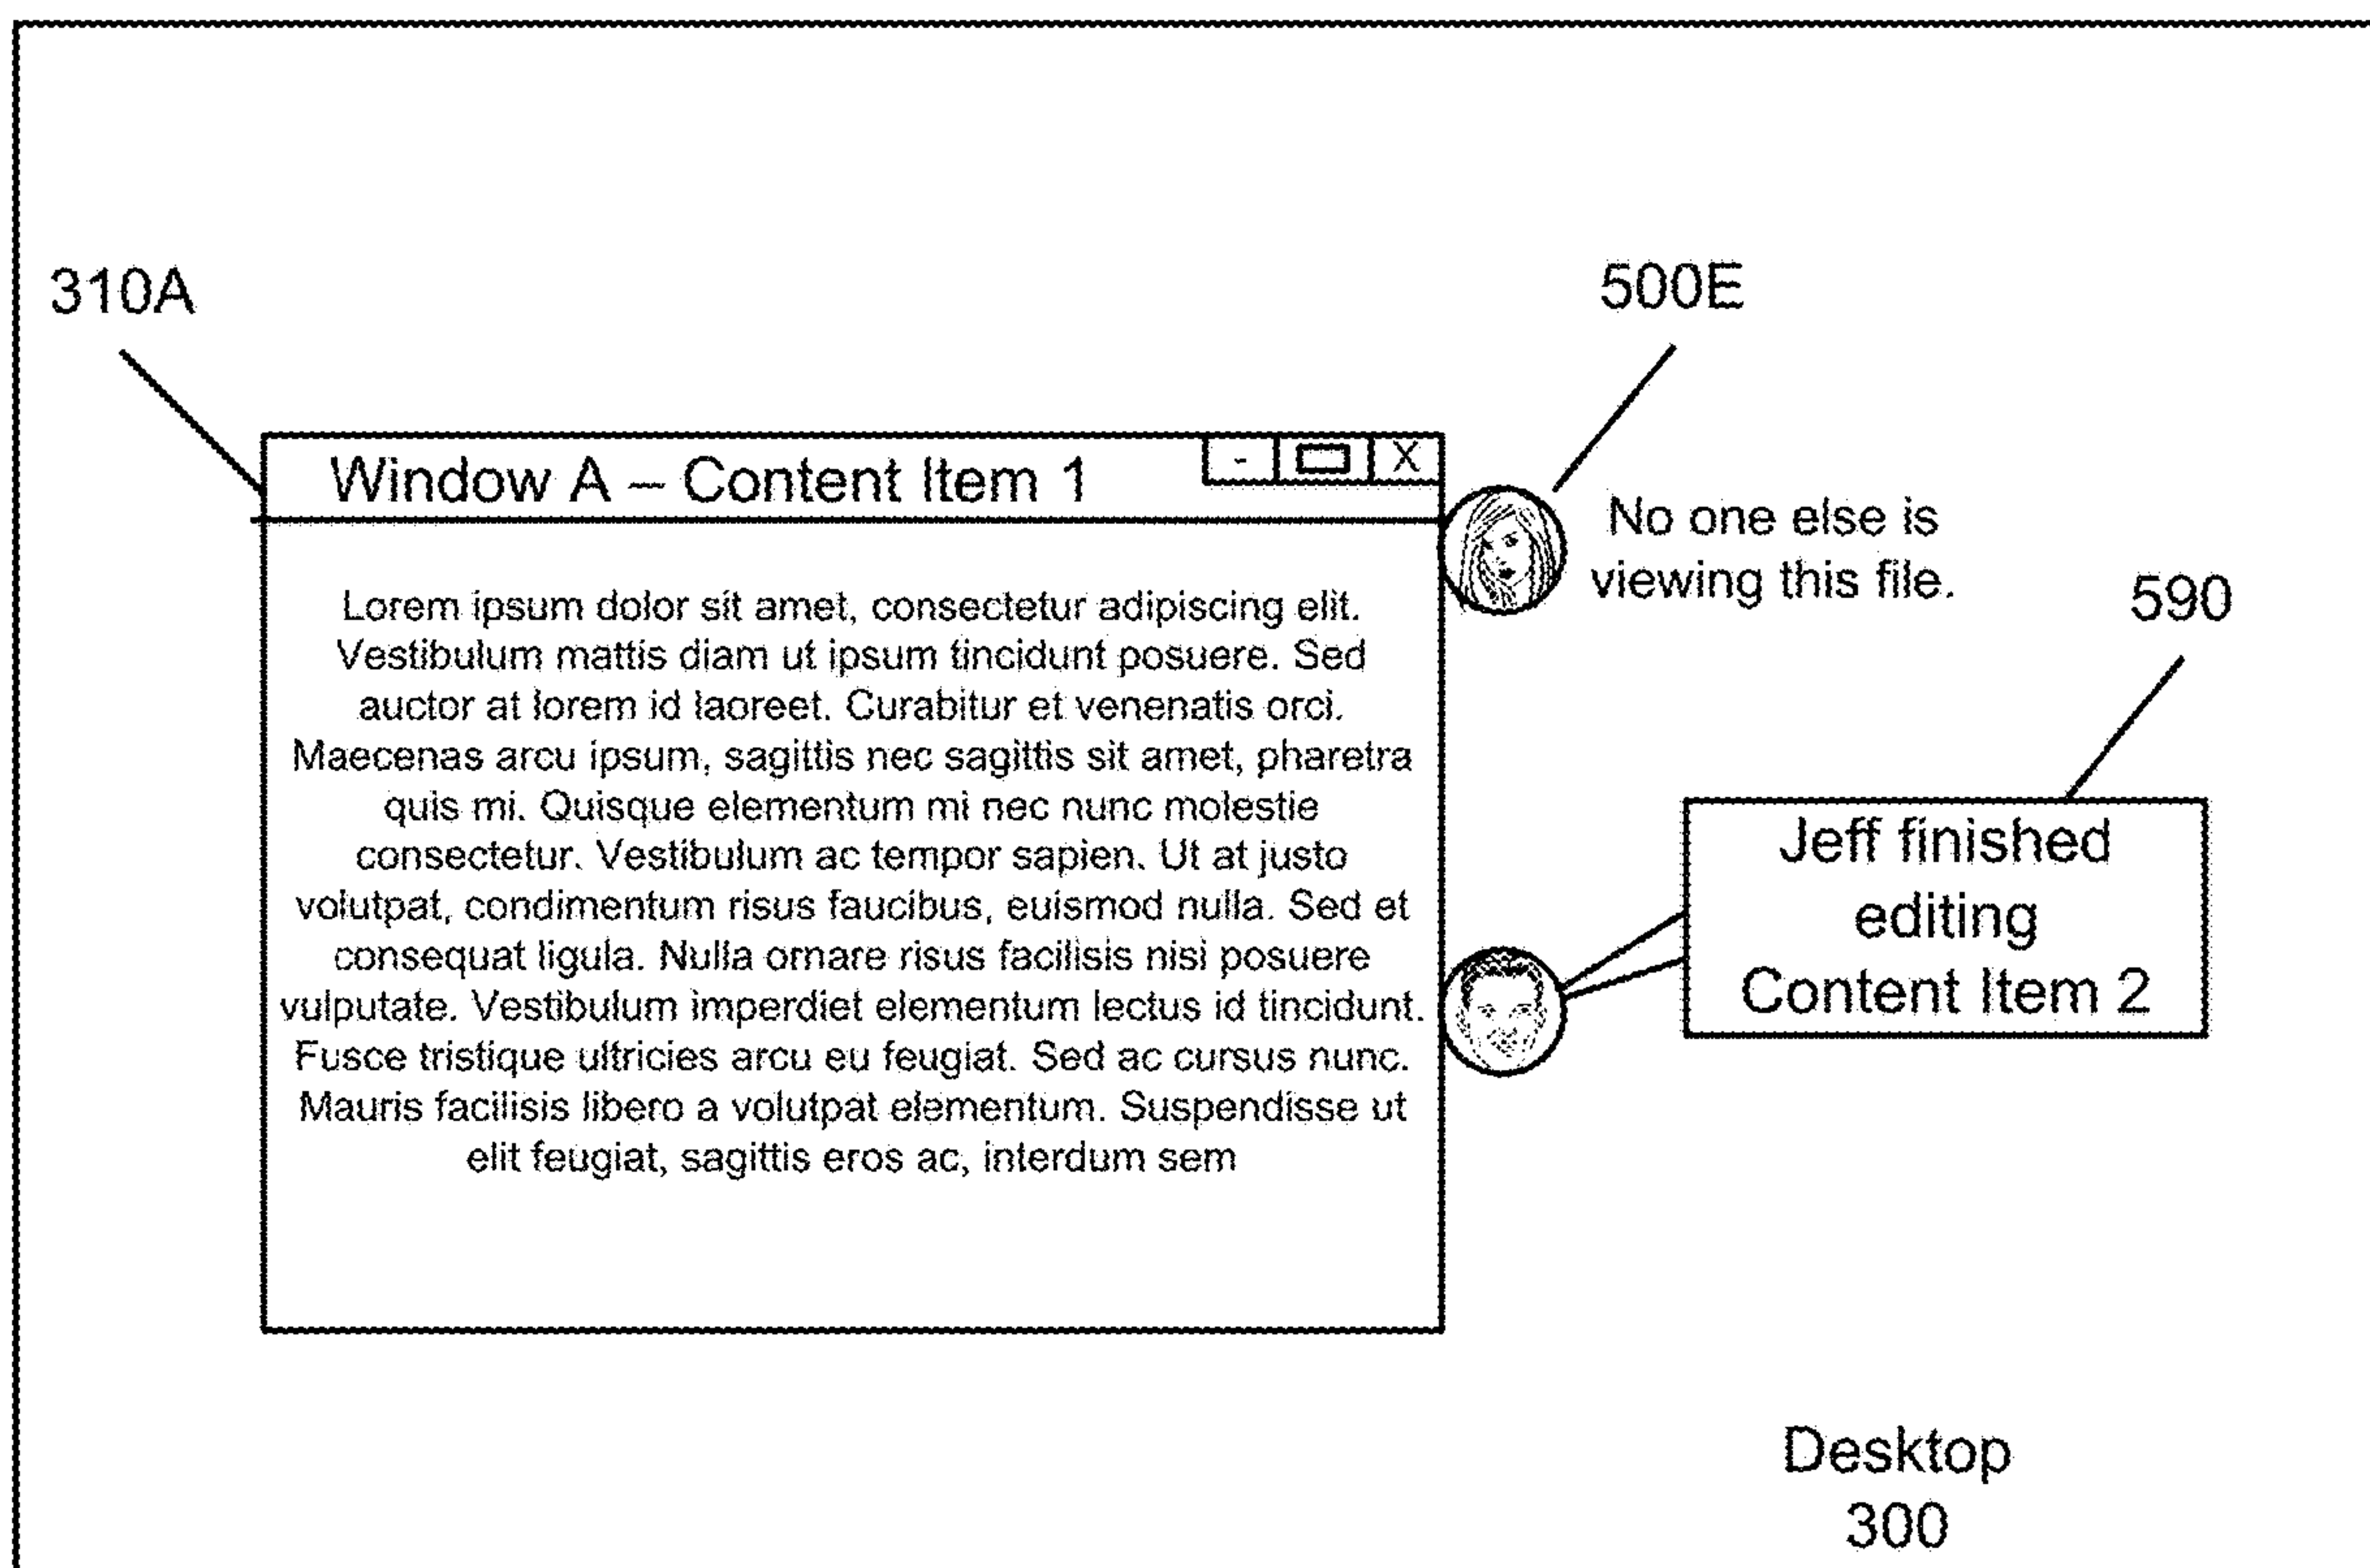 310A
500E
Window A – Content Item 1
- X
No one else is
viewing this file.
590
Lorem ipsum dolor sit amet, consectetur adipiscing elit.
Vestibulum mattis diam ut ipsum tincidunt posuere. Sed
auctor at lorem id laoreet. Curabitur et venenatis orci.
Maecenas arcu ipsum, sagittis nec sagittis sit amet, pharetra
quis mi. Quisque elementum mi nec nunc molestie
consectetur. Vestibulum ac tempor sapien. Ut at justo
volutpat, condimentum risus faucibus, euismod nulla. Sed et
consequat ligula. Nulla ornare risus facilisis nisi posuere
vulputate. Vestibulum imperdiet elementum lectus id tincidunt.
Fusce tristique ultricies arcu eu feugiat. Sed ac cursus nunc.
Mauris facilisis libero a volutpat elementum. Suspendisse ut
elit feugiat, sagittis eros ac, interdum sem
Jeff finished
editing
Content Item 2
Desktop
300